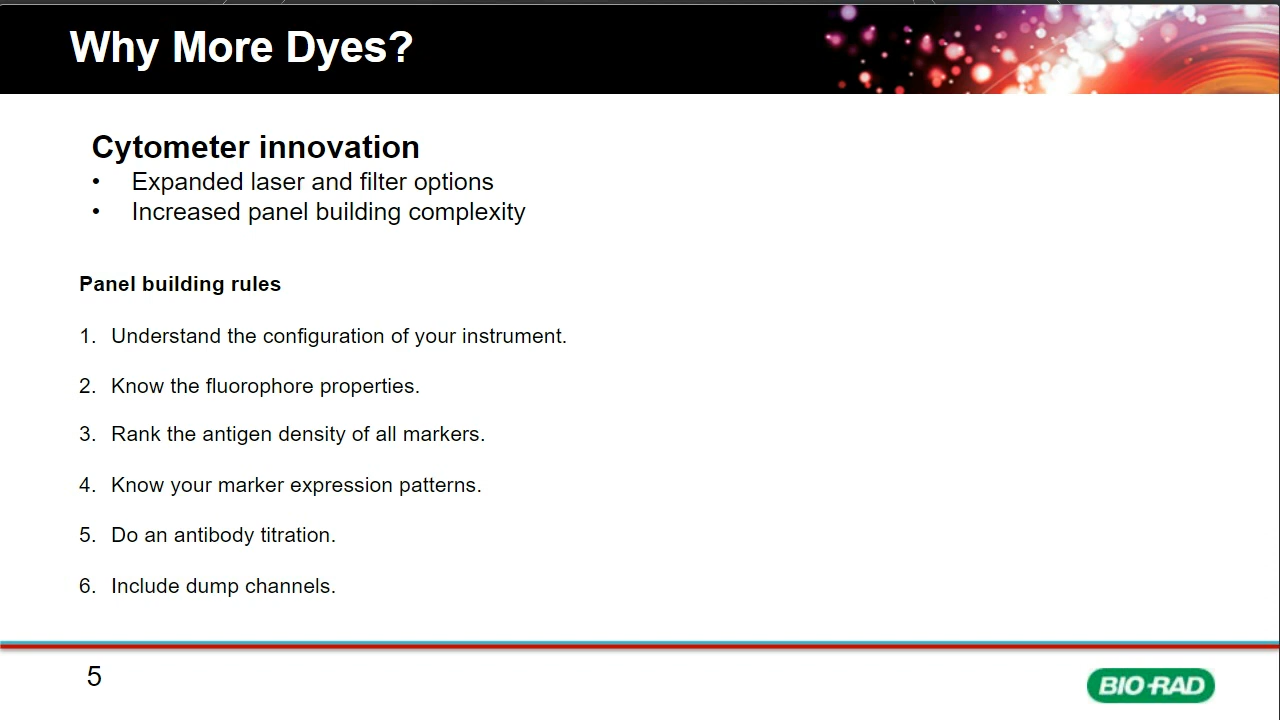 Why More Dyes?
Cytometer innovation
• Expanded laser and filter options
• Increased panel building complexity
Panel building rules
1. Understand the configuration of your instrument.
2. Know the fluorophore properties.
3. Rank the antigen density of all markers.
4. Know your marker expression patterns.
5. Do an antibody titration.
6. Include dump channels.
5
BIO-RAD